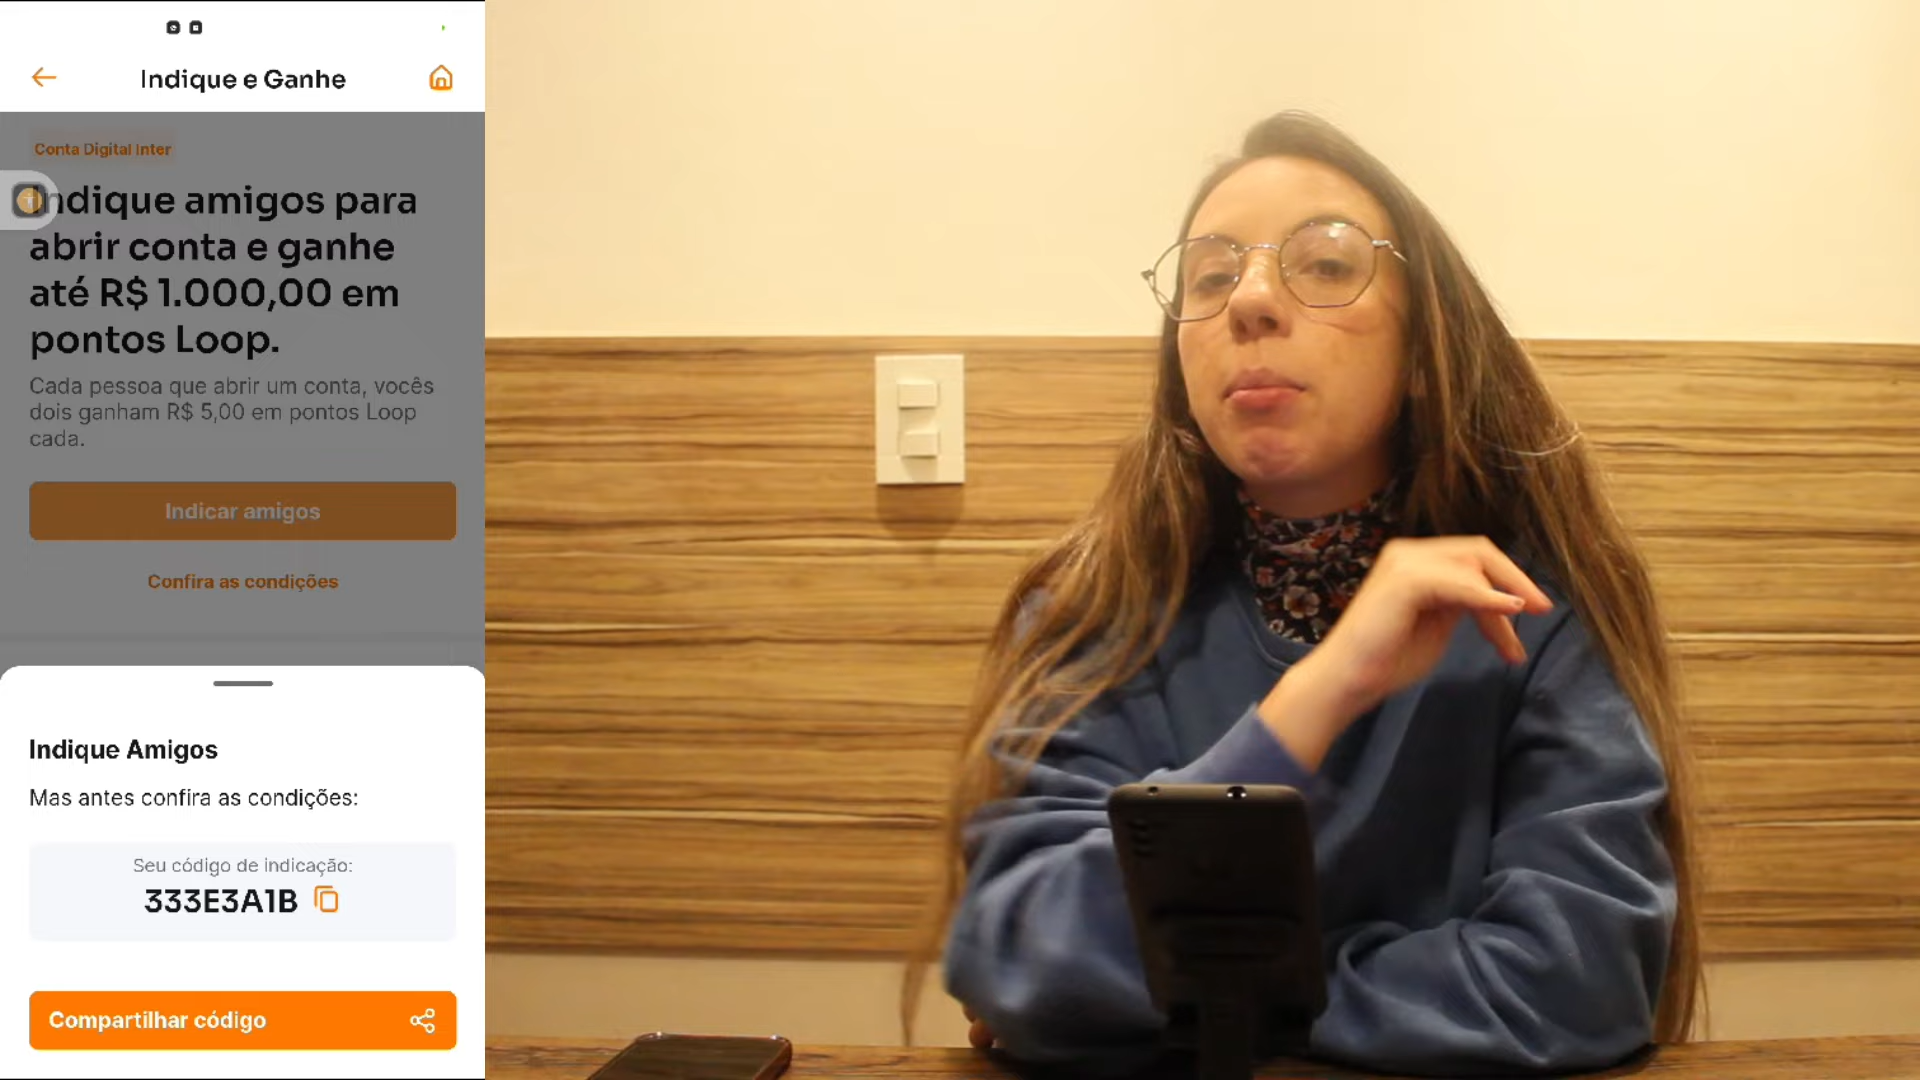 Indique e Ganhe
Conta Digital Inter
Indique amigos para
abrir conta e ganhe
até R$ 1.000,00 em
pontos Loop.
Cada pessoa que abrir um conta, vocês
dois ganham R$ 5,00 em pontos Loop
cada.
Indicar amigos
Confira as condições
Indique Amigos
Mas antes confira as condições:
Seu código de indicação:
333E3A1B
Compartilhar código